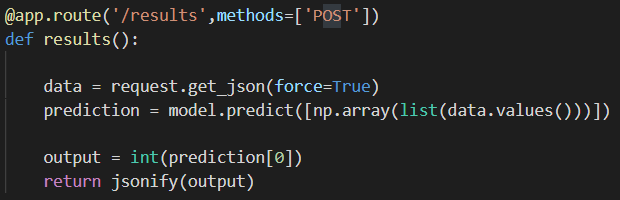 @app.route('/results',methods=['POST'])
def results():
data = request.get_json(force=True)
prediction = model.predict([np.array(list(data.values()))])
output = int(prediction[0])
return jsonify(output)